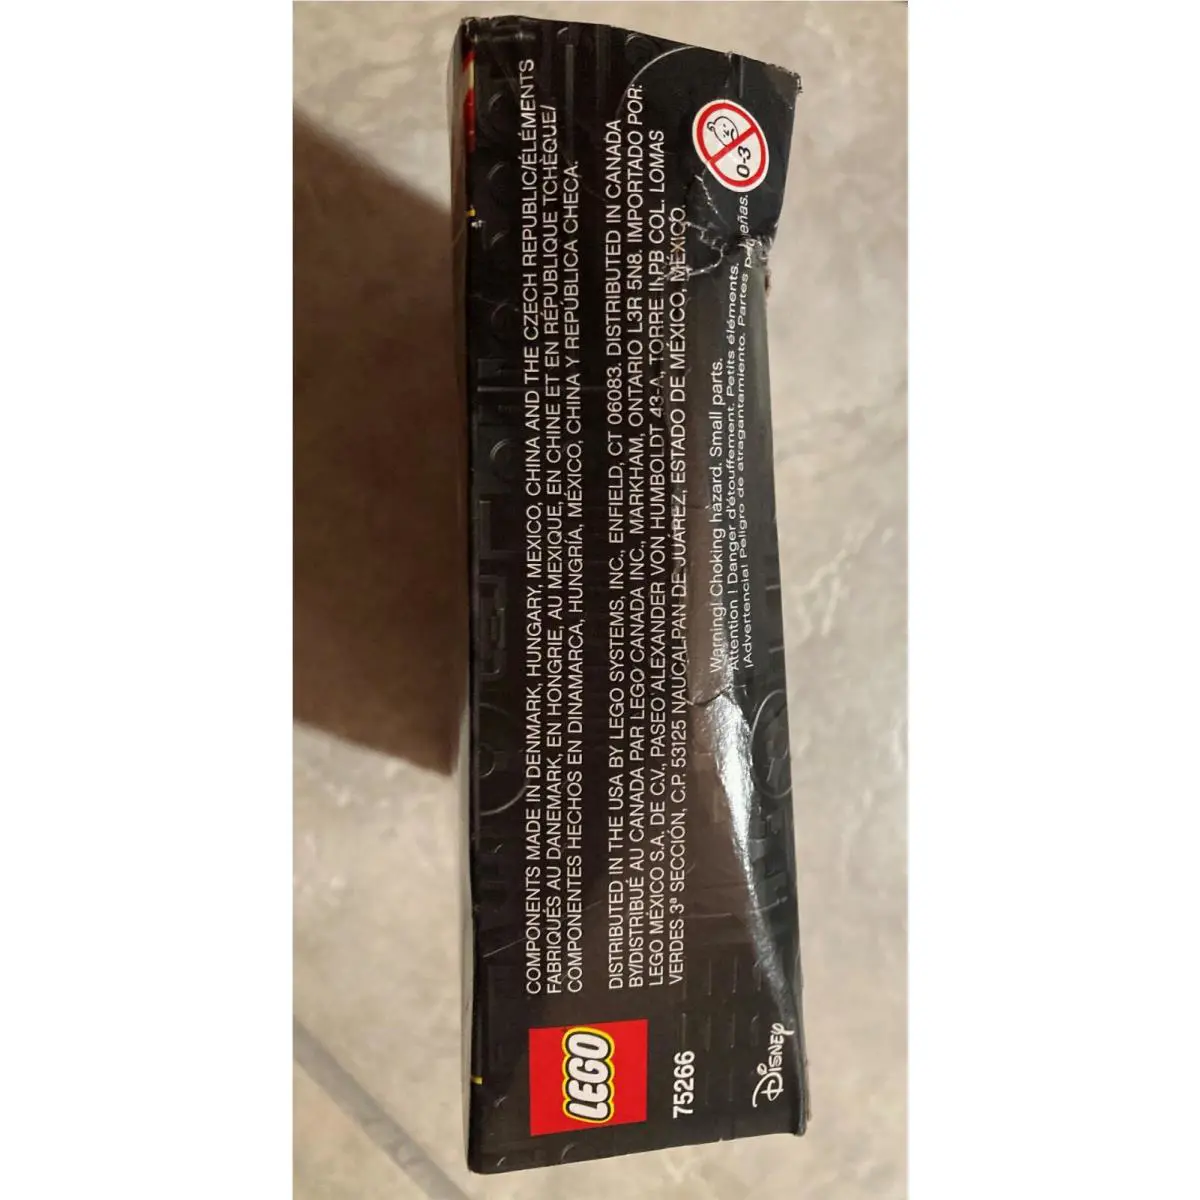 COMPONENTS MADE IN DENMARK, HUNGARY, MEXICO, CHINA AND THE CZECH REPUBLIC/ÉLÉMENTS
FABRIQUÉS AU DANEMARK, EN HONGRIE, AU MEXIQUE, EN CHINE ET EN RÉPUBLIQUE TCHÈQUE/
COMPONENTES HECHOS EN DINAMARCA, HUNGRÍA, MÉXICO, CHINA Y REPÚBLICA CHECA.
DISTRIBUTED IN THE USA BY LEGO SYSTEMS, INC., ENFIELD, CT 06083. DISTRIBUTED IN CANADA
BY/DISTRIBUÉ AU CANADA PAR LEGO CANADA INC., MARKHAM, ONTARIO L3R 5N8. IMPORTADO POR:
LEGO MÉXICO S.A. DE C.V., PASEO ALEXANDER VON HUMBOLDT 43-A, TORRE II,PB COL. LOMAS
VERDES 3ª SECCIÓN, C.P. 53125 NAUCALPAN DE JUÁREZ, ESTADO DE MÉXICO, MÉXICO.
Warning! Choking hazard. Small parts.
Attention ! Danger d'étouffement. Petits éléments.
¡Advertencia! Peligro de atragantamiento. Partes pequeñas.
0-3
LEGO
75266
Disney